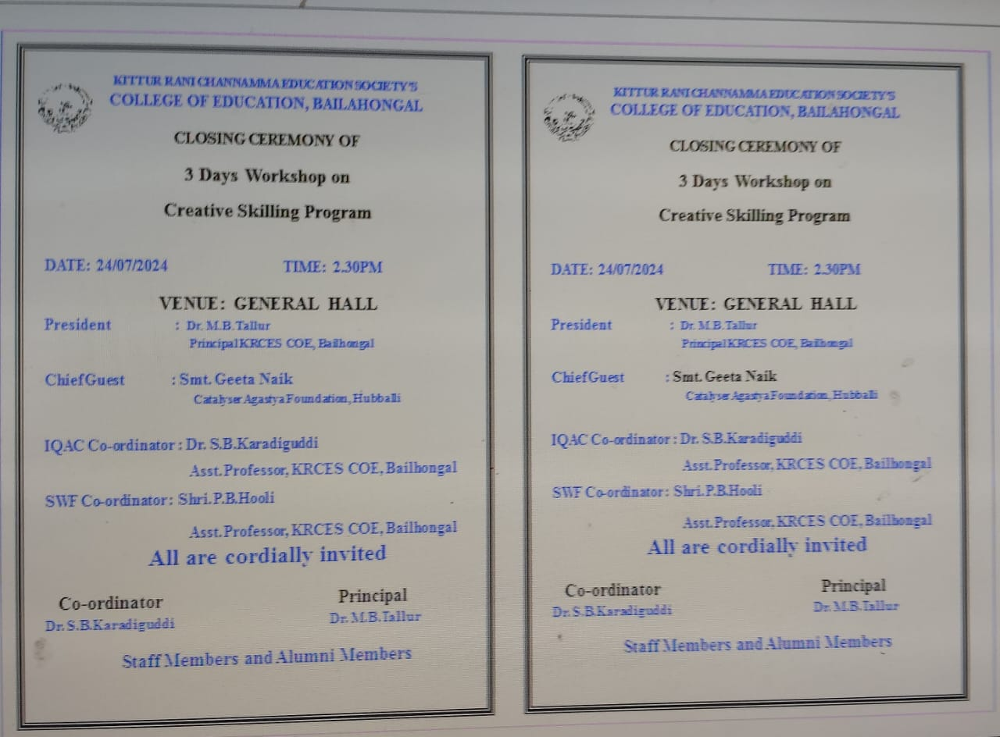 KITTUR RANI CHANNAMMA EDUCATION SOCIETY'S
COLLEGE OF EDUCATION, BAILAHONGAL
CLOSING CEREMONY OF
3 Days Workshop on
Creative Skilling Program
DATE: 24/07/2024 TIME: 2.30PM
VENUE: GENERAL HALL
President : Dr. M.B.Tallur
Principal KRCES COE, Bailhongal
Chief Guest : Smt. Geeta Naik
Catalyser Agastya Foundation, Hubballi
IQAC Co-ordinator : Dr. S.B.Karadiguddi
Asst. Professor, KRCES COE, Bailhongal
SWF Co-ordinator: Shri.P.B.Hooli
Asst. Professor, KRCES COE, Bailhongal
All are cordially invited
Co-ordinator Principal
Dr. S.B.Karadiguddi Dr. M.B.Tallur
Staff Members and Alumni Members
KITTUR RANI CHANNAMMA EDUCATION SOCIETY'S
COLLEGE OF EDUCATION, BAILAHONGAL
CLOSING CEREMONY OF
3 Days Workshop on
Creative Skilling Program
DATE: 24/07/2024 TIME: 2.30PM
VENUE: GENERAL HALL
President : Dr. M.B.Tallur
Principal KRCES COE, Bailhongal
Chief Guest : Smt. Geeta Naik
Catalyser Agastya Foundation, Hubballi
IQAC Co-ordinator : Dr. S.B.Karadiguddi
Asst. Professor, KRCES COE, Bailhongal
SWF Co-ordinator: Shri.P.B.Hooli
Asst. Professor, KRCES COE, Bailhongal
All are cordially invited
Co-ordinator Principal
Dr. S.B.Karadiguddi Dr. M.B.Tallur
Staff Members and Alumni Members